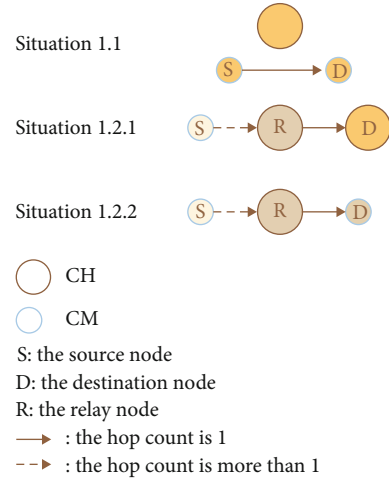 Situation 1.1
S D
Situation 1.2.1
S R D
Situation 1.2.2
S R D
CH
CM
S: the source node
D: the destination node
R: the relay node
: the hop count is 1
: the hop count is more than 1